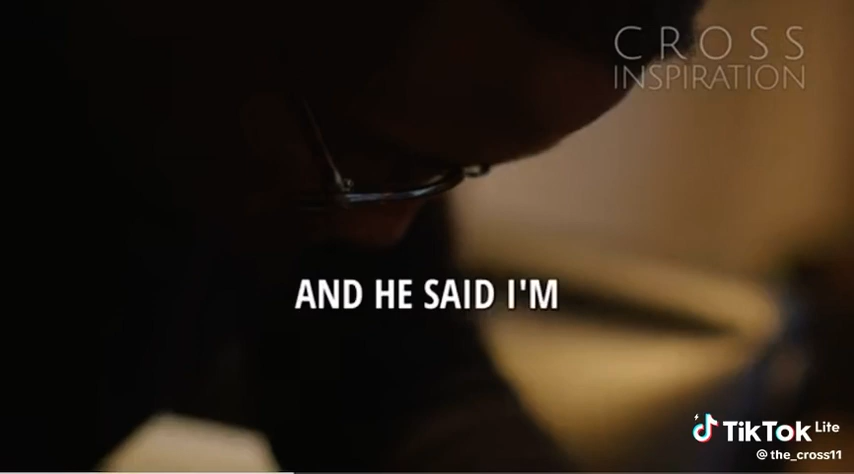 CROSS
INSPIRATION
AND HE SAID I'M
TikTok Lite
@the_cross11